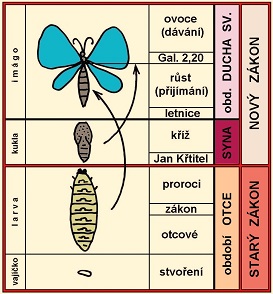 imágo
ovoce
(dávání)
Gal. 2,20
růst
(přijímání)
letnice
obd. DUCHA SV.
NOVÝ ZÁKON
kukla
kříž
Jan Křtitel
SYNA
larva
proroci
zákon
otcové
období OTCE
STARÝ ZÁKON
vajíčko
stvoření